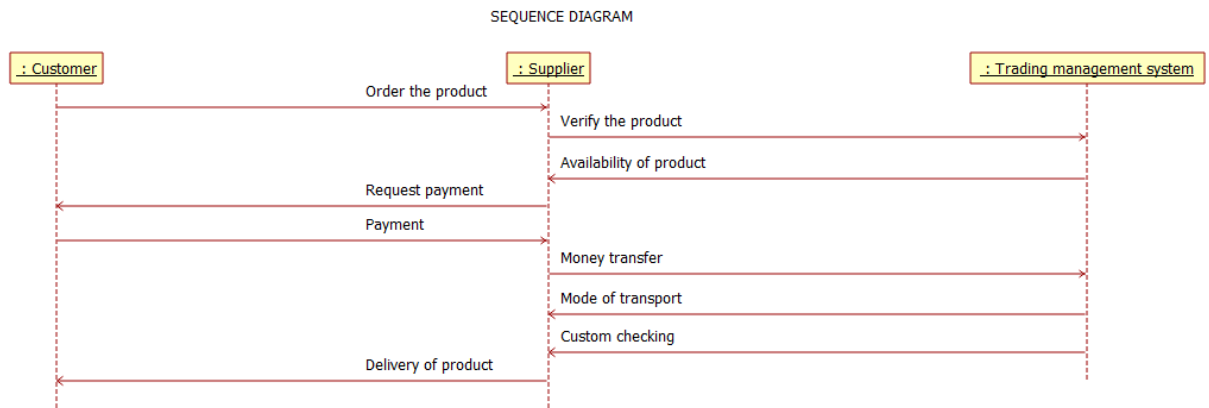 SEQUENCE DIAGRAM
: Customer
: Supplier
: Trading management system
Order the product
Verify the product
Availability of product
Request payment
Payment
Money transfer
Mode of transport
Custom checking
Delivery of product